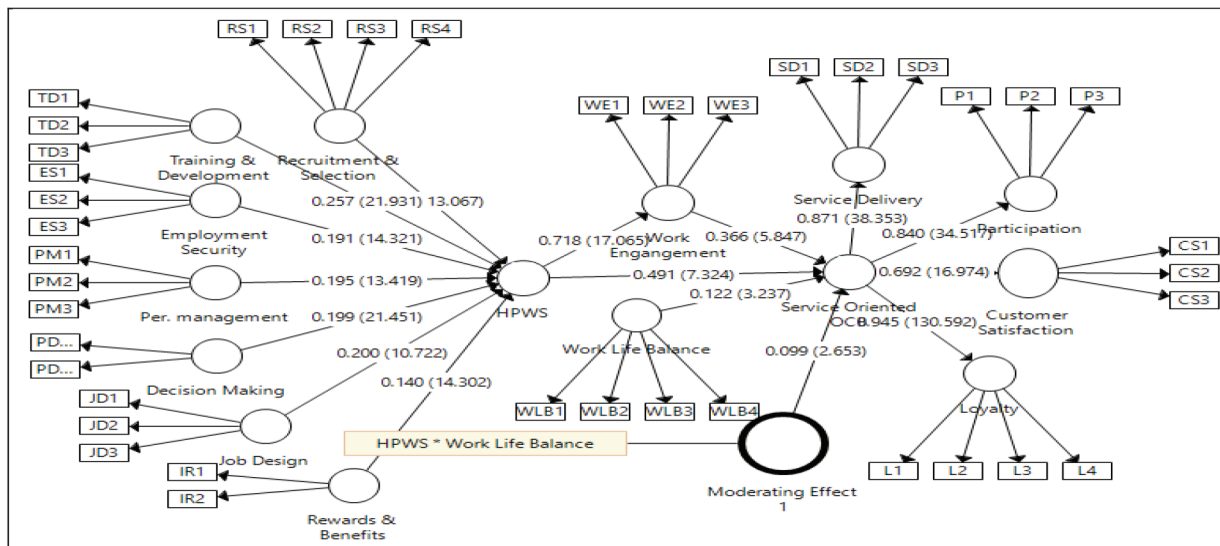 RS1 RS2 RS3 RS4
SD1 SD2 SD3
TD1
TD2
TD3
ES1
ES2
ES3
PM1
PM2
PM3
PD...
PD...
JD1
JD2
JD3
IR1
IR2
Training &
Development
Recruitment &
Selection
Employment
Security
Per. management
Decision Making
Job Design
Rewards &
Benefits
0.257 (21.931) 13.067)
0.191 (14.321)
0.195 (13.419)
0.199 (21.451)
0.200 (10.722)
0.140 (14.302)
HPWS
WE1 WE2 WE3
Work
Engangement
0.718 (17.065)
0.366 (5.847)
0.491 (7.324)
0.122 (3.237)
0.099 (2.653)
Work Life Balance
WLB1 WLB2 WLB3 WLB4
HPWS * Work Life Balance
Moderating Effect
1
Service Delivery
0.871 (38.353)
P1 P2 P3
Participation
0.840 (34.517)
0.692 (16.974)
Service Oriented
OCB
.945 (130.592)
CS1
CS2
CS3
Customer
Satisfaction
Loyalty
L1 L2 L3 L4